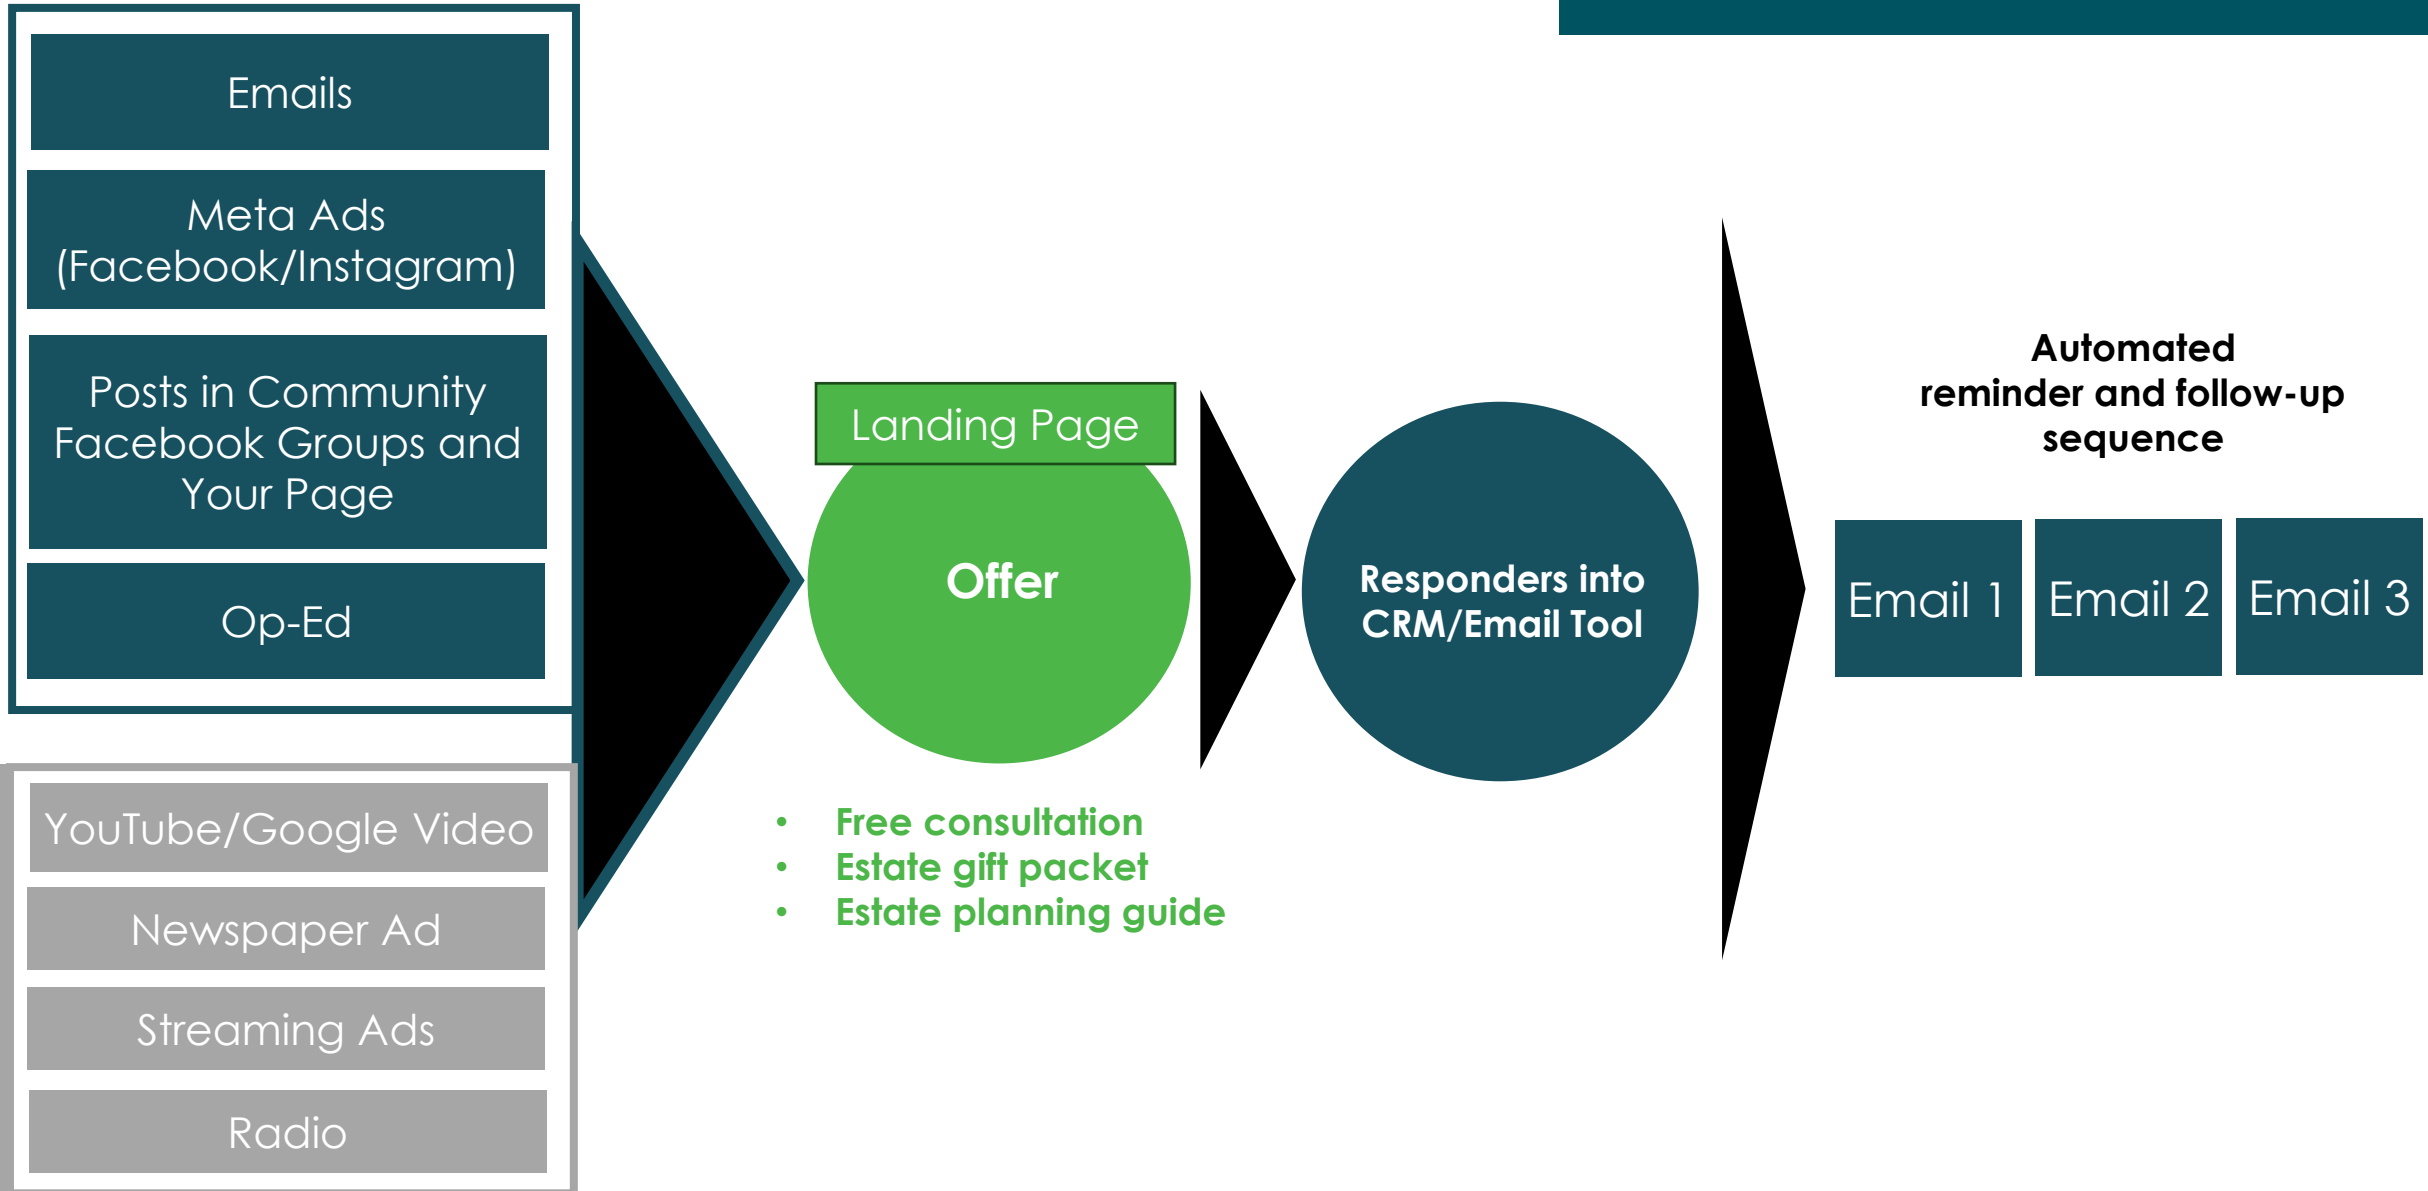 Emails
Meta Ads
(Facebook/Instagram)
Posts in Community
Facebook Groups and
Your Page
Op-Ed
YouTube/Google Video
Newspaper Ad
Streaming Ads
Radio
Landing Page
Offer
• Free consultation
• Estate gift packet
• Estate planning guide
Responders into
CRM/Email Tool
Automated
reminder and follow-up
sequence
Email 1
Email 2
Email 3